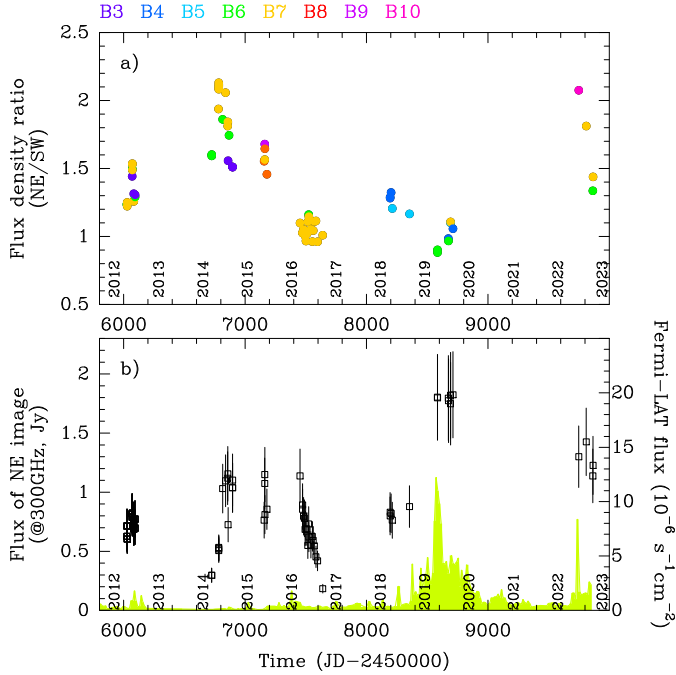 B3 B4 B5 B6 B7 B8 B9 B10
2.5
2
1.5
1
0.5
Flux density ratio
(NE/SW)
a)
2012 2013 2014 2015 2016 2017 2018 2019 2020 2021 2022 2023
6000 7000 8000 9000
b)
2
1.5
1
0.5
0
Flux of NE image
(@300GHz, Jy)
20
15
10
5
0
Fermi-LAT flux (10⁻⁶ s⁻¹cm⁻²)
2012 2013 2014 2015 2016 2017 2018 2019 2020 2021 2022 2023
6000 7000 8000 9000
Time (JD-2450000)